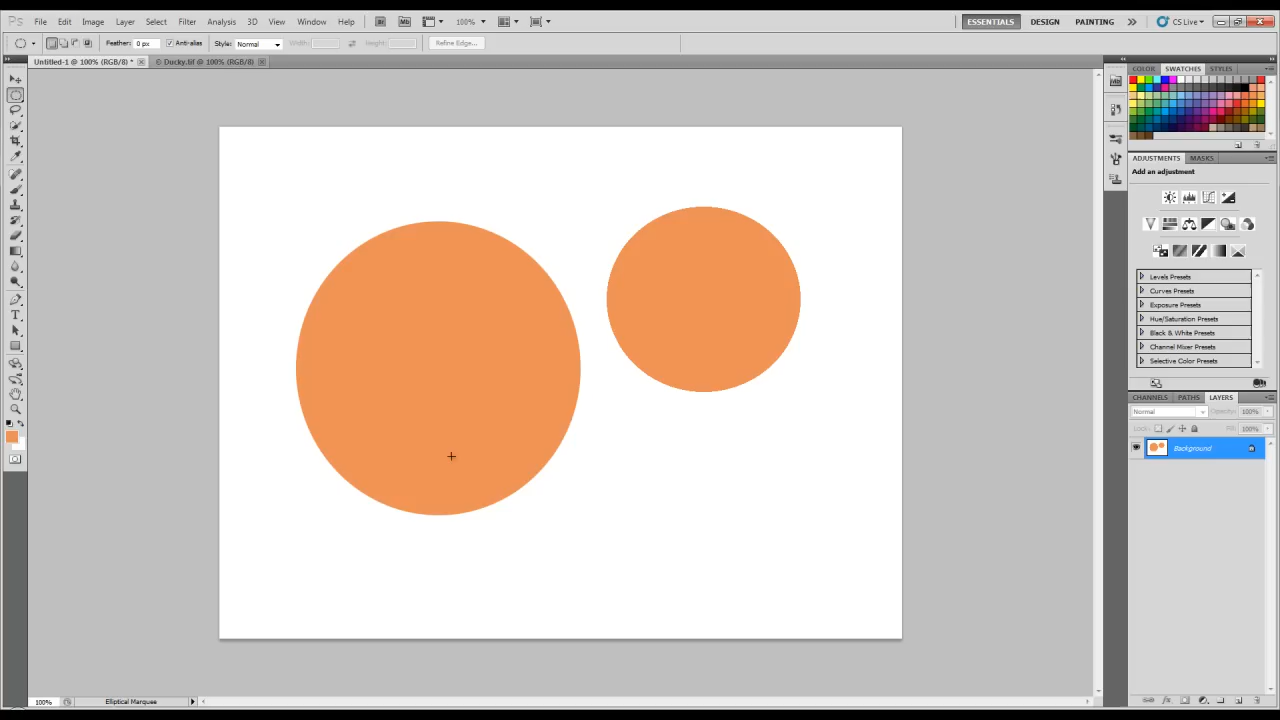 Ps File Edit Image Layer Select Filter Analysis 3D View Window Help Br Mb 100% ESSENTIALS DESIGN PAINTING CS Live
Feather: 0 px Anti-alias Style: Normal Width: Height: Refine Edge...
Untitled-1 @ 100% (RGB/8) * © Ducky.tif @ 100% (RGB/8)
COLOR SWATCHES STYLES
ADJUSTMENTS MASKS
Add an adjustment
Levels Presets
Curves Presets
Exposure Presets
Hue/Saturation Presets
Black & White Presets
Channel Mixer Presets
Selective Color Presets
CHANNELS PATHS LAYERS
Normal Opacity: 100%
Lock: Fill: 100%
Background
100% Elliptical Marquee